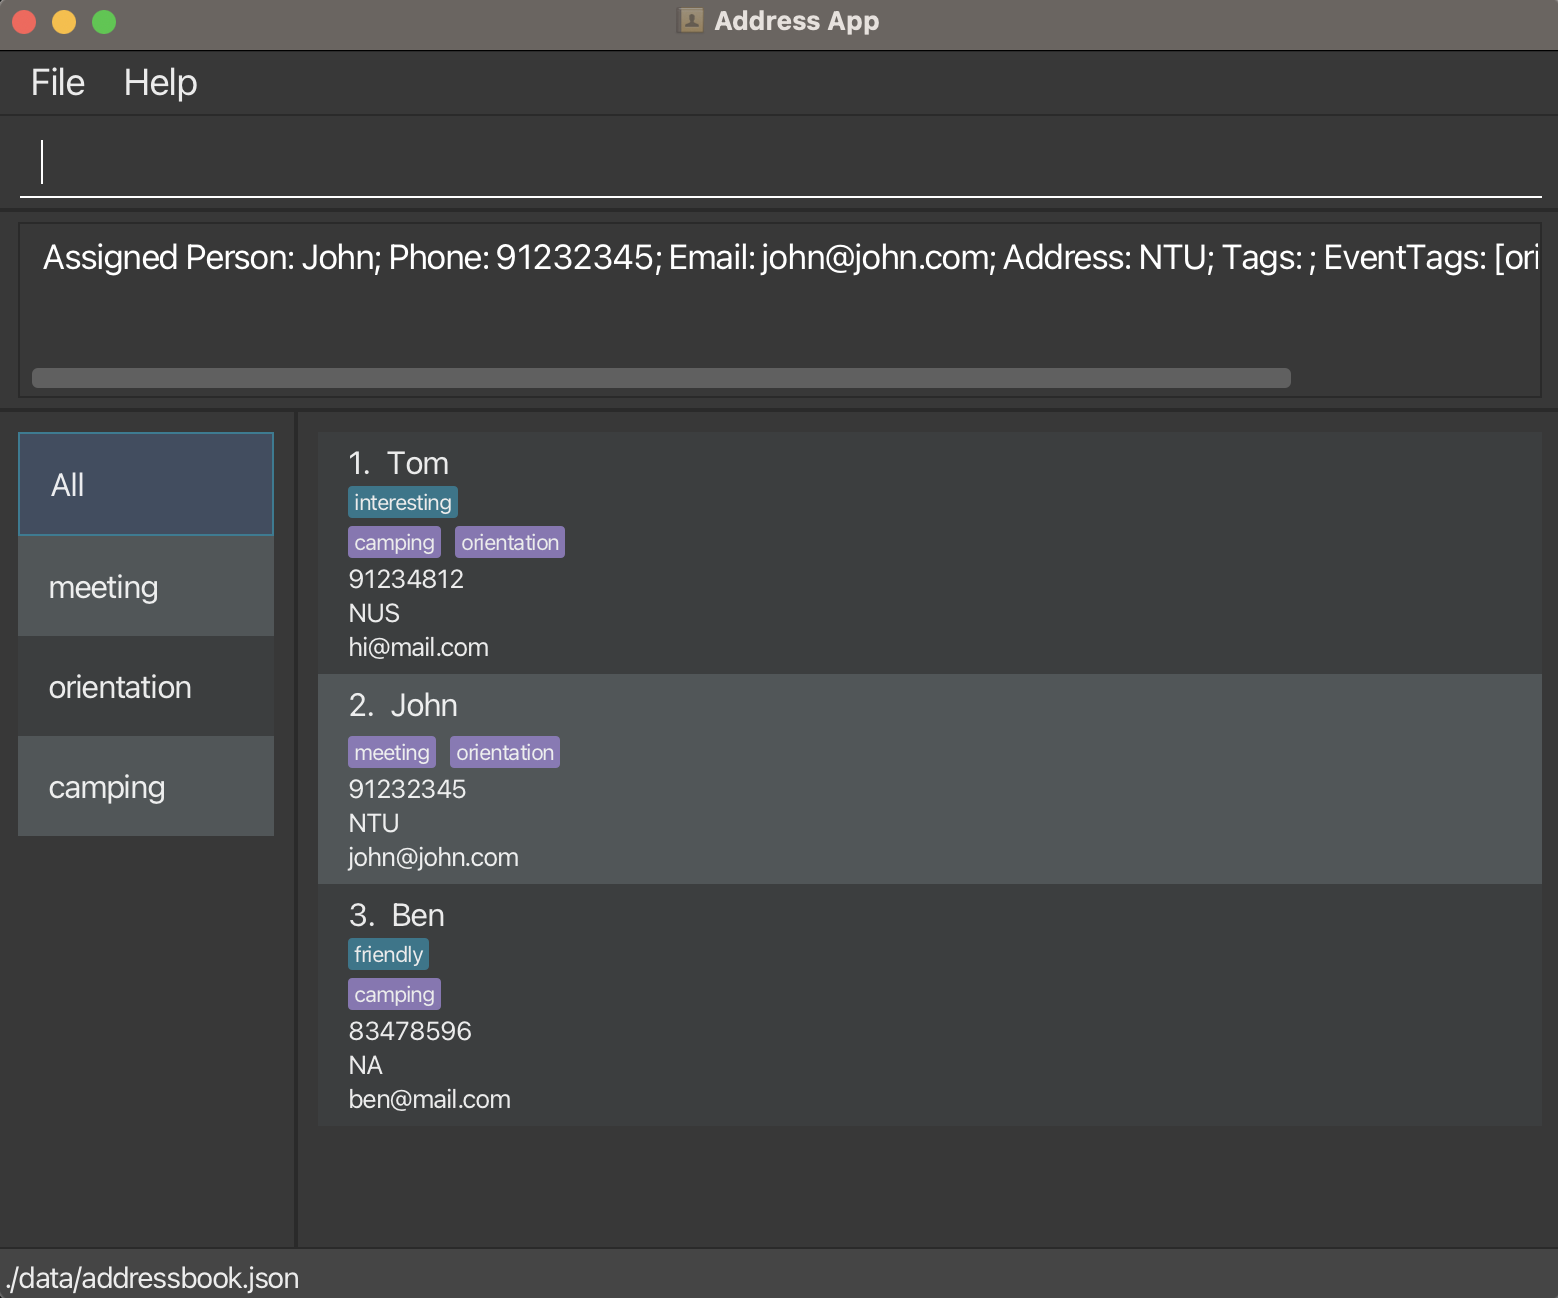 Address App
File Help
Assigned Person: John; Phone: 91232345; Email: john@john.com; Address: NTU; Tags: ; EventTags: [ori
All
meeting
orientation
camping
1. Tom
interesting
camping orientation
91234812
NUS
hi@mail.com
2. John
meeting orientation
91232345
NTU
john@john.com
3. Ben
friendly
camping
83478596
NA
ben@mail.com
./data/addressbook.json